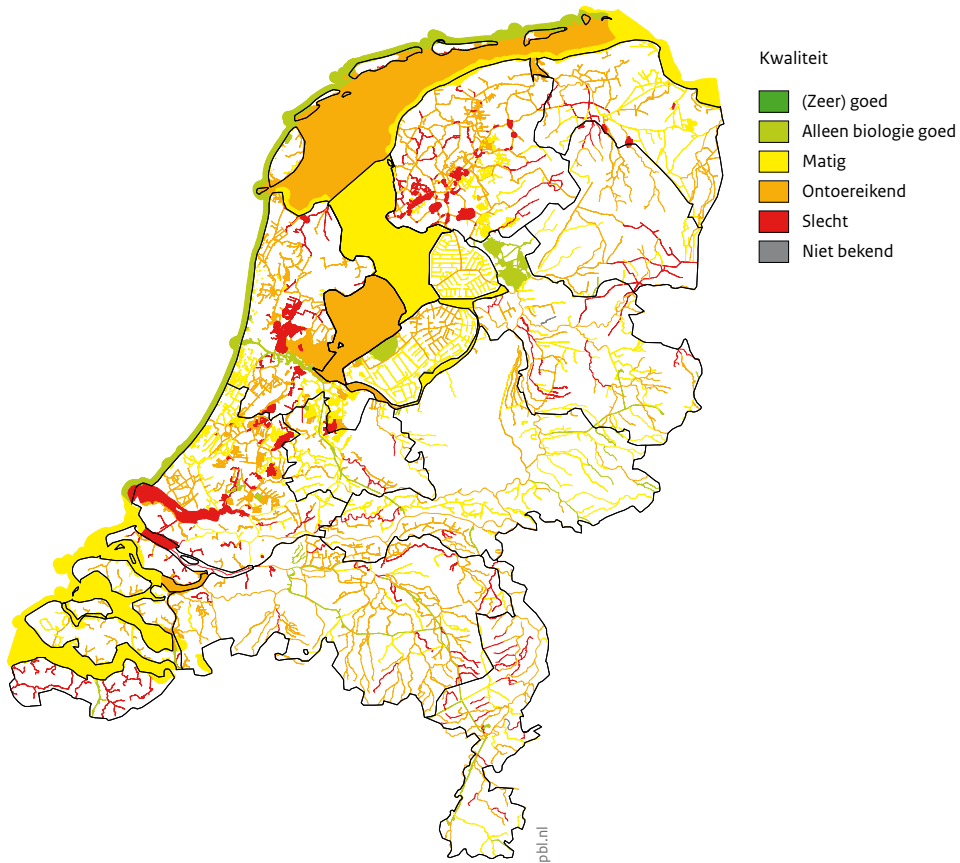 Kwaliteit
(Zeer) goed
Alleen biologie goed
Matig
Ontoereikend
Slecht
Niet bekend
pbl.nl